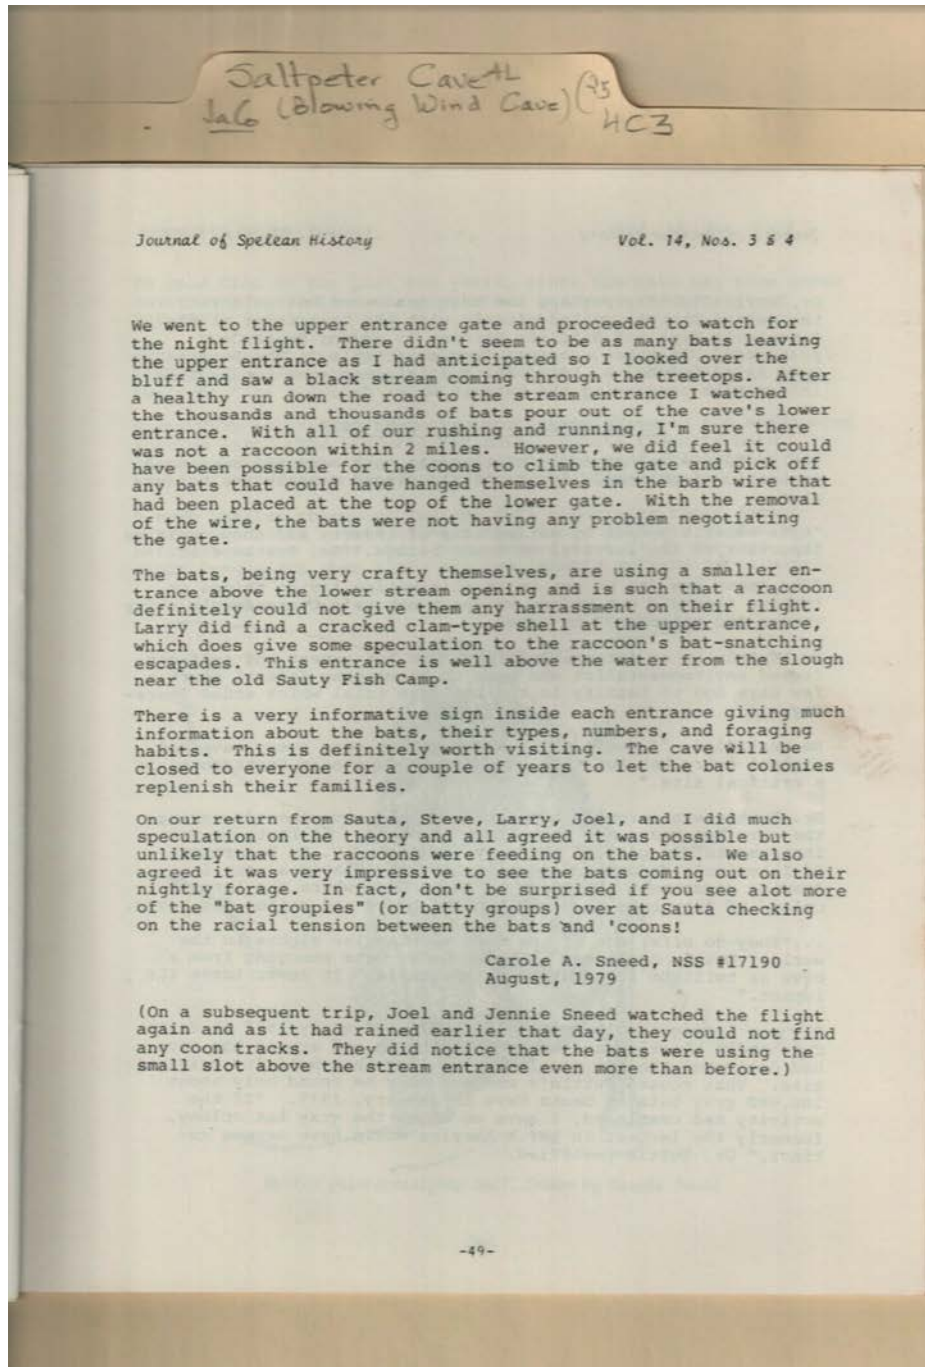 Saltpeter Cave AL
JaCo (Blowing Wind Cave)
4C3
Journal of Spelean History Vol. 14, Nos. 3 & 4
We went to the upper entrance gate and proceeded to watch for
the night flight. There didn't seem to be as many bats leaving
the upper entrance as I had anticipated so I looked over the
bluff and saw a black stream coming through the treetops. After
a healthy run down the road to the stream entrance I watched
the thousands and thousands of bats pour out of the cave's lower
entrance. With all of our rushing and running, I'm sure there
was not a raccoon within 2 miles. However, we did feel it could
have been possible for the coons to climb the gate and pick off
any bats that could have hanged themselves in the barb wire that
had been placed at the top of the lower gate. With the removal
of the wire, the bats were not having any problem negotiating
the gate.
The bats, being very crafty themselves, are using a smaller en-
trance above the lower stream opening and is such that a raccoon
definitely could not give them any harrassment on their flight.
Larry did find a cracked clam-type shell at the upper entrance,
which does give some speculation to the raccoon's bat-snatching
escapades. This entrance is well above the water from the slough
near the old Sauty Fish Camp.
There is a very informative sign inside each entrance giving much
information about the bats, their types, numbers, and foraging
habits. This is definitely worth visiting. The cave will be
closed to everyone for a couple of years to let the bat colonies
replenish their families.
On our return from Sauta, Steve, Larry, Joel, and I did much
speculation on the theory and all agreed it was possible but
unlikely that the raccoons were feeding on the bats. We also
agreed it was very impressive to see the bats coming out on their
nightly forage. In fact, don't be surprised if you see alot more
of the "bat groupies" (or batty groups) over at Sauta checking
on the racial tension between the bats and 'coons!
Carole A. Sneed, NSS #17190
August, 1979
(On a subsequent trip, Joel and Jennie Sneed watched the flight
again and as it had rained earlier that day, they could not find
any coon tracks. They did notice that the bats were using the
small slot above the stream entrance even more than before.)
-49-